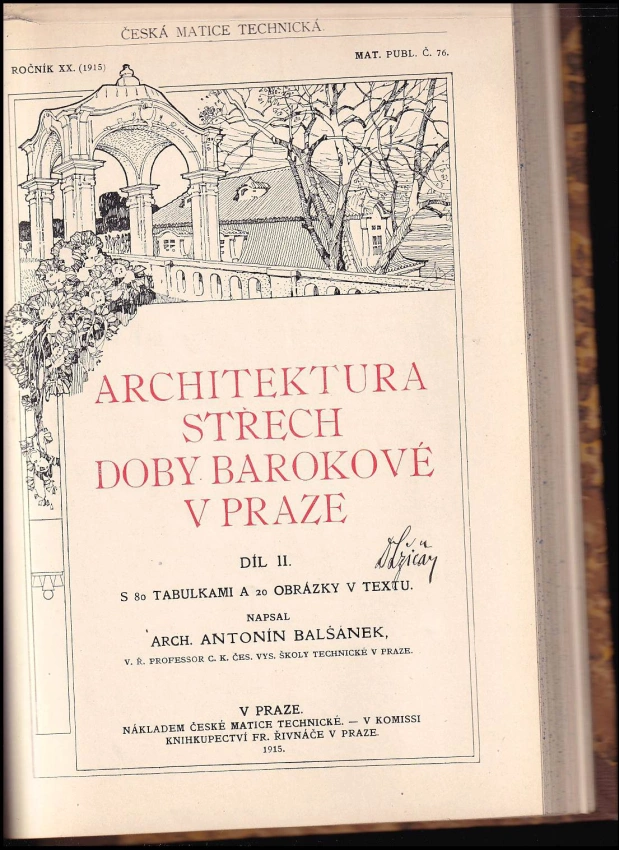 ČESKÁ MATICE TECHNICKÁ.
ROČNÍK XX. (1915)
MAT. PUBL. Č. 76.
ARCHITEKTURA
STŘECH
DOBY BAROKOVÉ
V PRAZE
DÍL II.
S 80 TABULKAMI A 20 OBRÁZKY V TEXTU.
NAPSAL
ARCH. ANTONÍN BALŠÁNEK,
V. Ř. PROFESSOR C. K. ČES. VYS. ŠKOLY TECHNICKÉ V PRAZE.
V PRAZE.
NÁKLADEM ČESKÉ MATICE TECHNICKÉ. — V KOMISSI
KNIHKUPECTVÍ FR. ŘIVNÁČE V PRAZE.
1915.